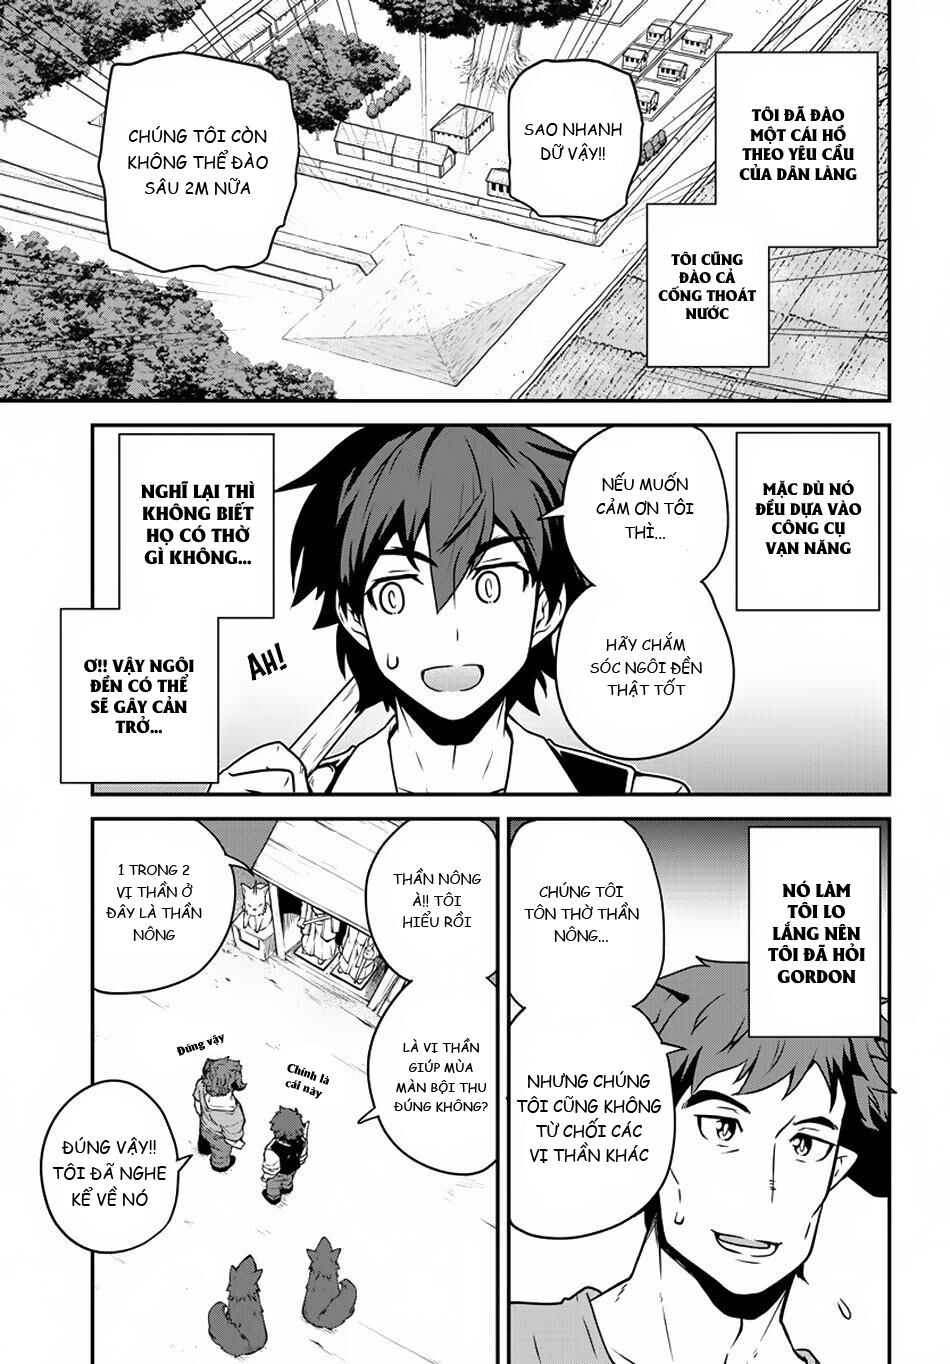 TÔI ĐÃ ĐÀO
MỘT CÁI HỒ
THEO YÊU CẦU
CỦA DÂN LÀNG
TÔI CŨNG
ĐÀO CẢ
CỐNG THOÁT
NƯỚC
SAO NHANH
DỮ VẬY!!
CHÚNG TÔI CÒN
KHÔNG THỂ ĐÀO
SÂU 2M NỮA
MẶC DÙ NÓ
ĐỀU DỰA VÀO
CÔNG CỤ
VẠN NĂNG
NẾU MUỐN
CẢM ƠN TÔI
THÌ...
HÃY CHĂM
SÓC NGÔI ĐỀN
THẬT TỐT
NGHĨ LẠI THÌ
KHÔNG BIẾT
HỌ CÓ THỜ
GÌ KHÔNG...
AH!
Ơ!! VẬY NGÔI
ĐỀN CÓ THỂ
SẼ GÂY CẢN
TRỞ...
NÓ LÀM
TÔI LO
LẮNG NÊN
TÔI ĐÃ HỎI
GORDON
CHÚNG TÔI
TÔN THỜ THẦN
NÔNG...
NHƯNG CHÚNG
TÔI CŨNG KHÔNG
TỪ CHỐI CÁC
VỊ THẦN KHÁC
THẦN NÔNG
À!! TÔI
HIỂU RỒI
LÀ VỊ THẦN
GIÚP MÙA
MÀN BỘI THU
ĐÚNG KHÔNG?
1 TRONG 2
VỊ THẦN Ở
ĐÂY LÀ THẦN
NÔNG
Chính là
cái này
Đúng vậy
ĐÚNG VẬY!!
TÔI ĐÃ NGHE
KỂ VỀ NÓ